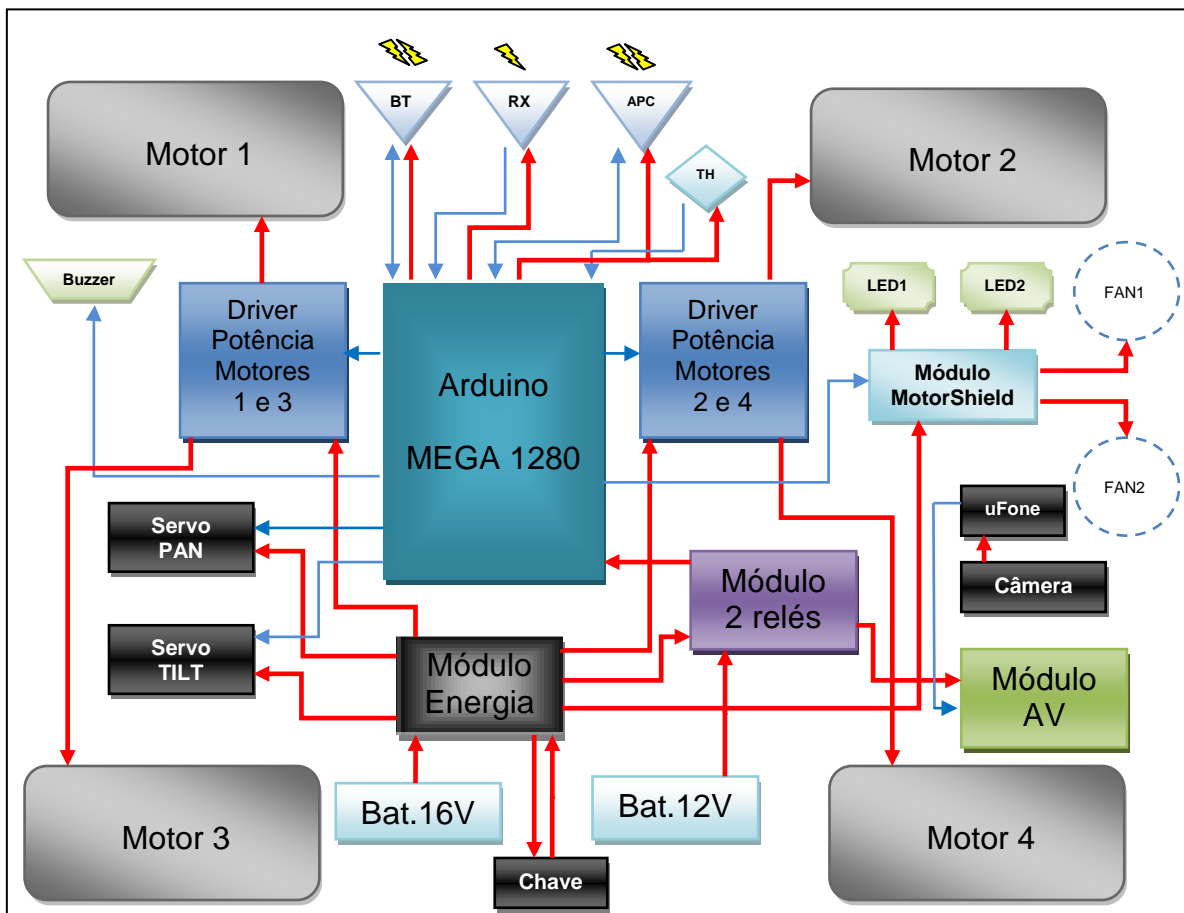 BT
RX
APC
Motor 1
Motor 2
TH
Buzzer
LED1
LED2
FAN1
Driver
Potência
Motores
1 e 3
Arduino
MEGA 1280
Driver
Potência
Motores
2 e 4
Módulo
MotorShield
FAN2
uFone
Servo
PAN
Câmera
Módulo
2 relés
Servo
TILT
Módulo
Energia
Módulo
AV
Bat.16V
Bat.12V
Motor 3
Motor 4
Chave